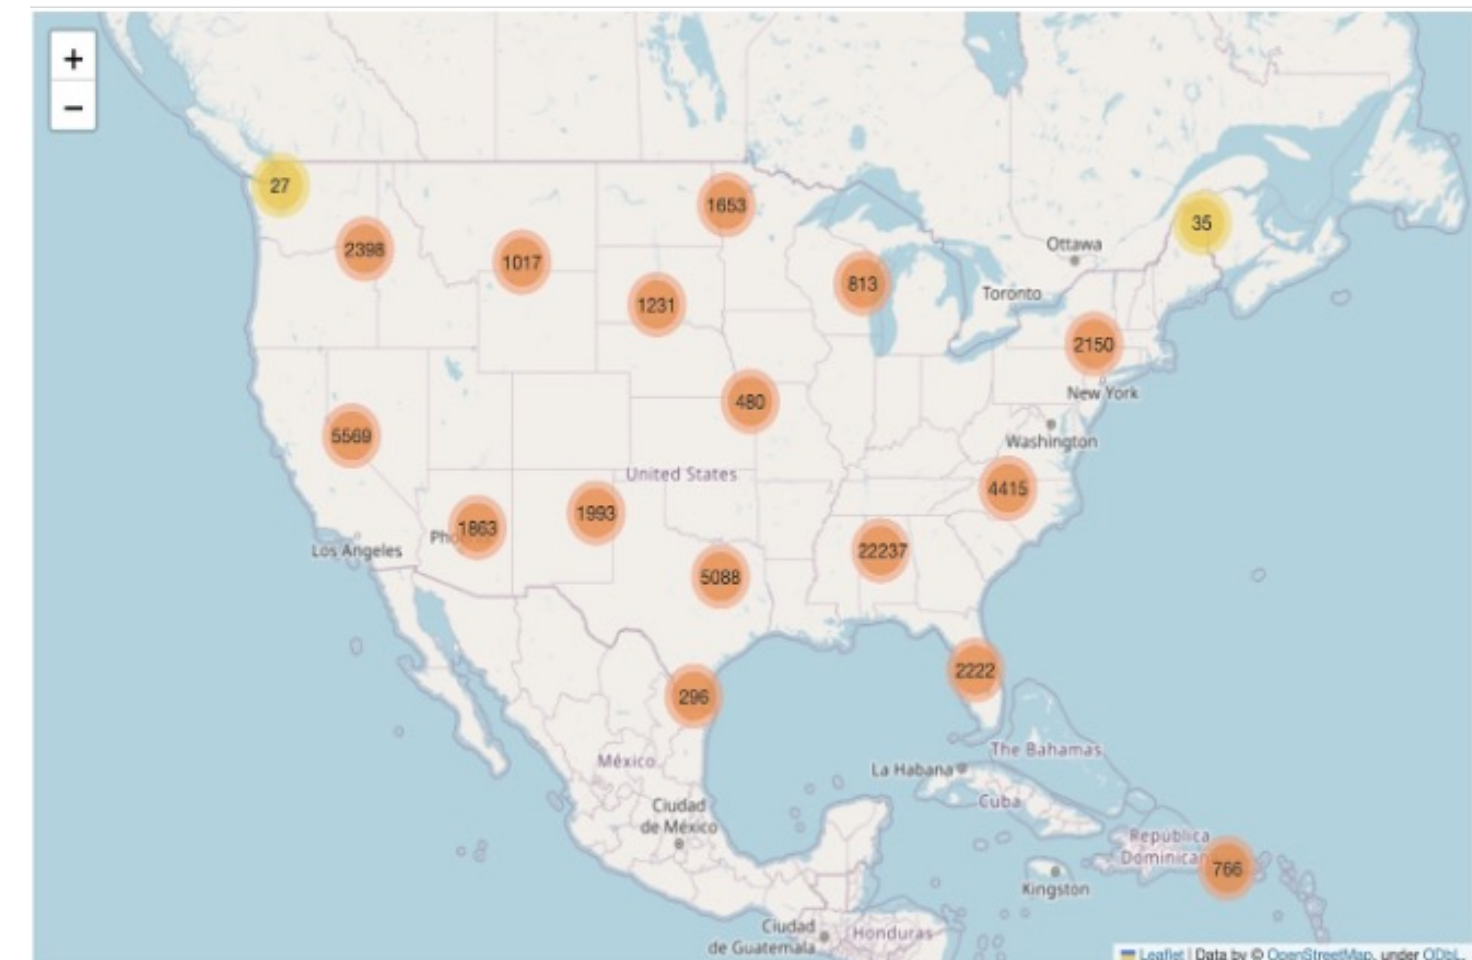 +
−
27
1653
35
2398
Ottawa
1017
813
Toronto
1231
2150
New York
480
5569
Washington
United States
4415
1993
Pho
1863
Los Angeles
22237
5088
2222
296
The Bahamas
México
La Habana
Cuba
Ciudad
de México
República
Dominican
766
Kingston
Ciudad
de Guatemala
Honduras
Leaflet | Data by © OpenStreetMap, under ODbL.